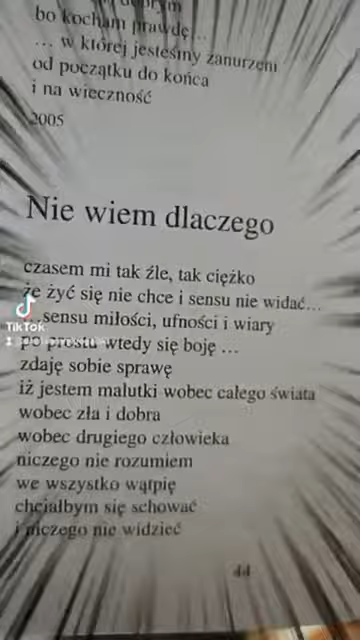 dobrym
bo kocham prawdę...
... w której jesteśmy zanurzeni
od początku do końca
i na wieczność
2005
Nie wiem dlaczego
czasem mi tak źle, tak ciężko
że żyć się nie chce i sensu nie widać...
...sensu miłości, ufności i wiary
TikTok
po prostu wtedy się boję ...
zdaję sobie sprawę
iż jestem malutki wobec całego świata
wobec zła i dobra
wobec drugiego człowieka
niczego nie rozumiem
we wszystko wątpię
chciałbym się schować
i niczego nie widzieć
44